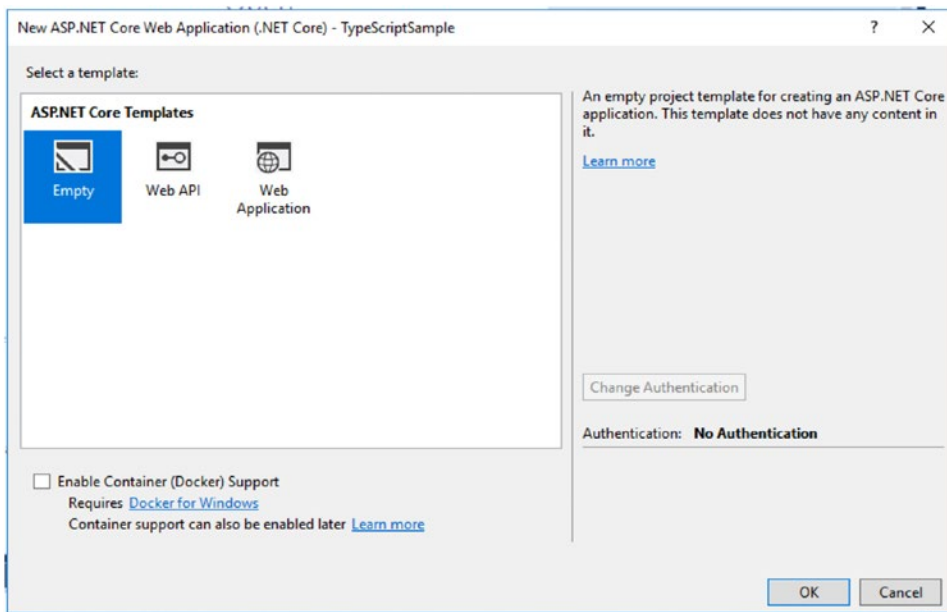 New ASP.NET Core Web Application (.NET Core) - TypeScriptSample
Select a template:
ASP.NET Core Templates
Empty
Web API
Web
Application
An empty project template for creating an ASP.NET Core
application. This template does not have any content in
it.
Learn more
Change Authentication
Authentication: No Authentication
Enable Container (Docker) Support
Requires Docker for Windows
Container support can also be enabled later Learn more
OK
Cancel